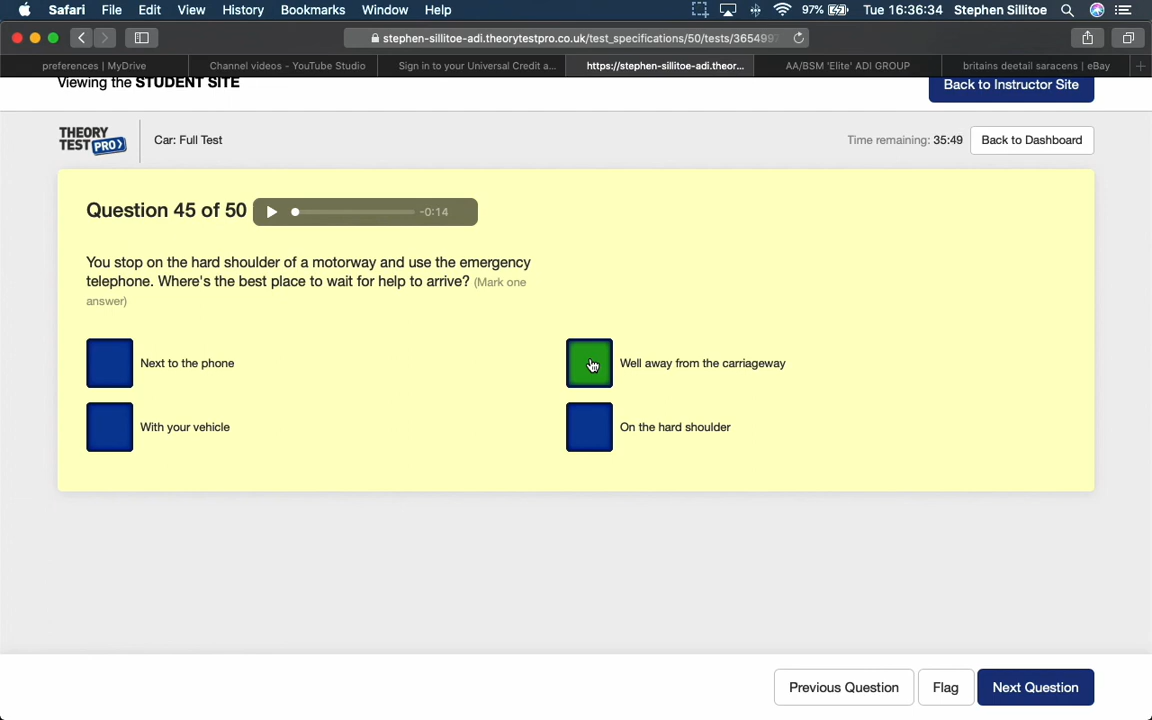 Safari File Edit View History Bookmarks Window Help 97% Tue 16:36:34 Stephen Sillitoe
stephen-sillitoe-adi.theorytestpro.co.uk/test_specifications/50/tests/3654997
preferences | MyDrive Channel videos - YouTube Studio Sign in to your Universal Credit a... https://stephen-sillitoe-adi.theor... AA/BSM 'Elite' ADI GROUP britains deetail saracens | eBay
Viewing the STUDENT SITE Back to Instructor Site
THEORY TEST PRO Car: Full Test Time remaining: 35:49 Back to Dashboard
Question 45 of 50 -0:14
You stop on the hard shoulder of a motorway and use the emergency
telephone. Where's the best place to wait for help to arrive? (Mark one
answer)
Next to the phone Well away from the carriageway
With your vehicle On the hard shoulder
Previous Question Flag Next Question